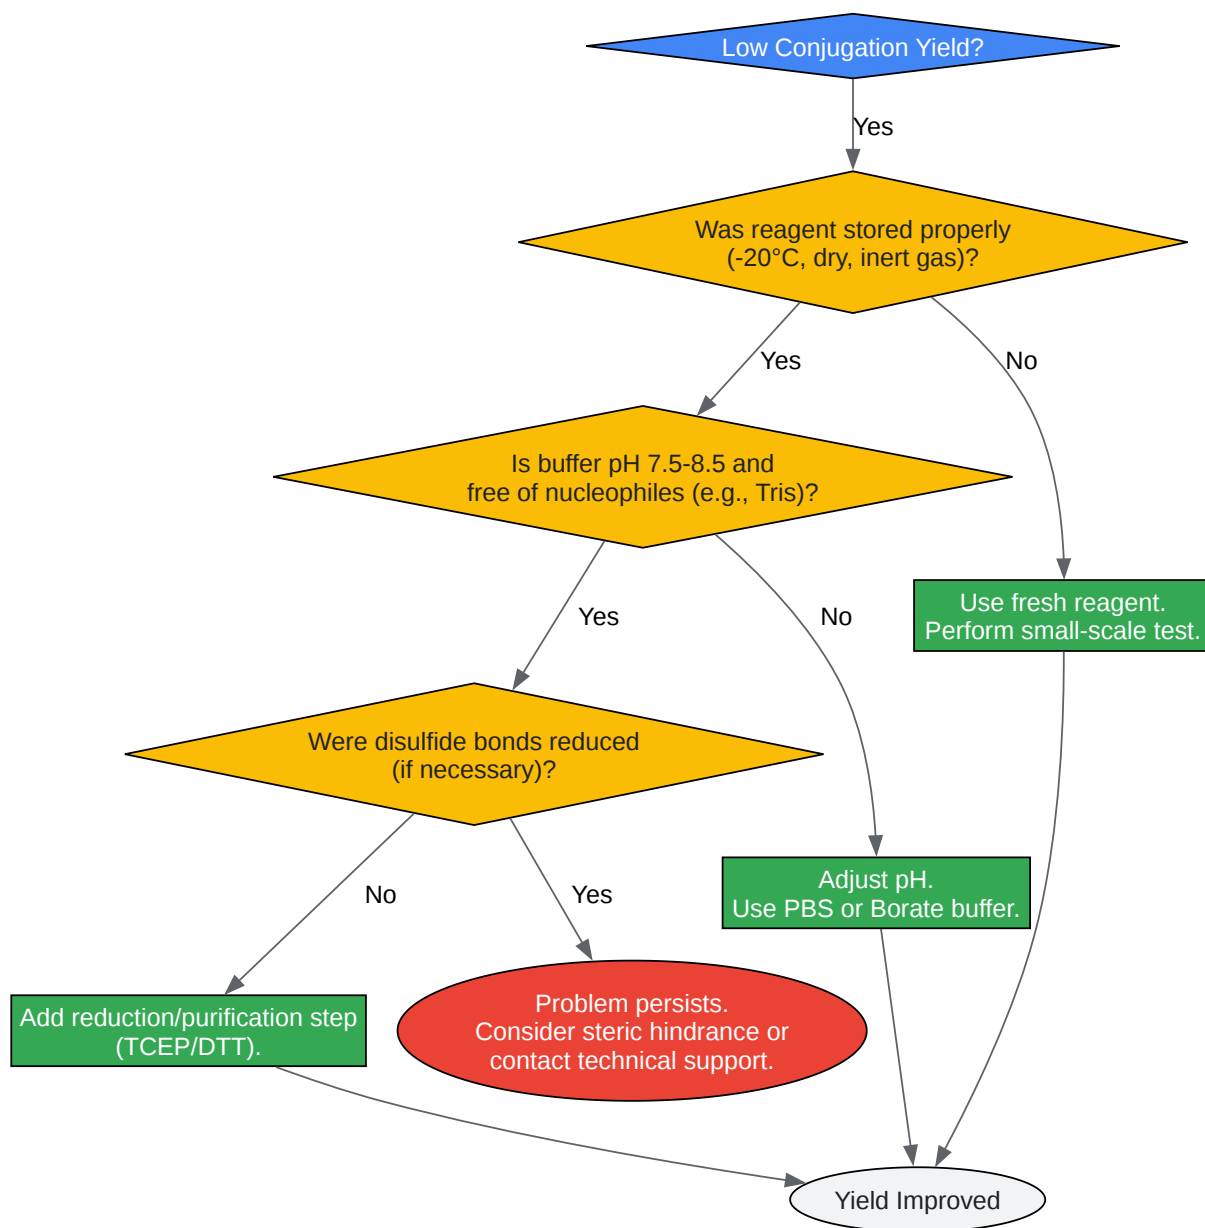 Low Conjugation Yield?
Yes
Was reagent stored properly
(-20°C, dry, inert gas)?
Yes
No
Is buffer pH 7.5-8.5 and
free of nucleophiles (e.g., Tris)?
Use fresh reagent.
Perform small-scale test.
Yes
No
Were disulfide bonds reduced
(if necessary)?
No
Yes
Adjust pH.
Use PBS or Borate buffer.
Add reduction/purification step
(TCEP/DTT).
Problem persists.
Consider steric hindrance or
contact technical support.
Yield Improved